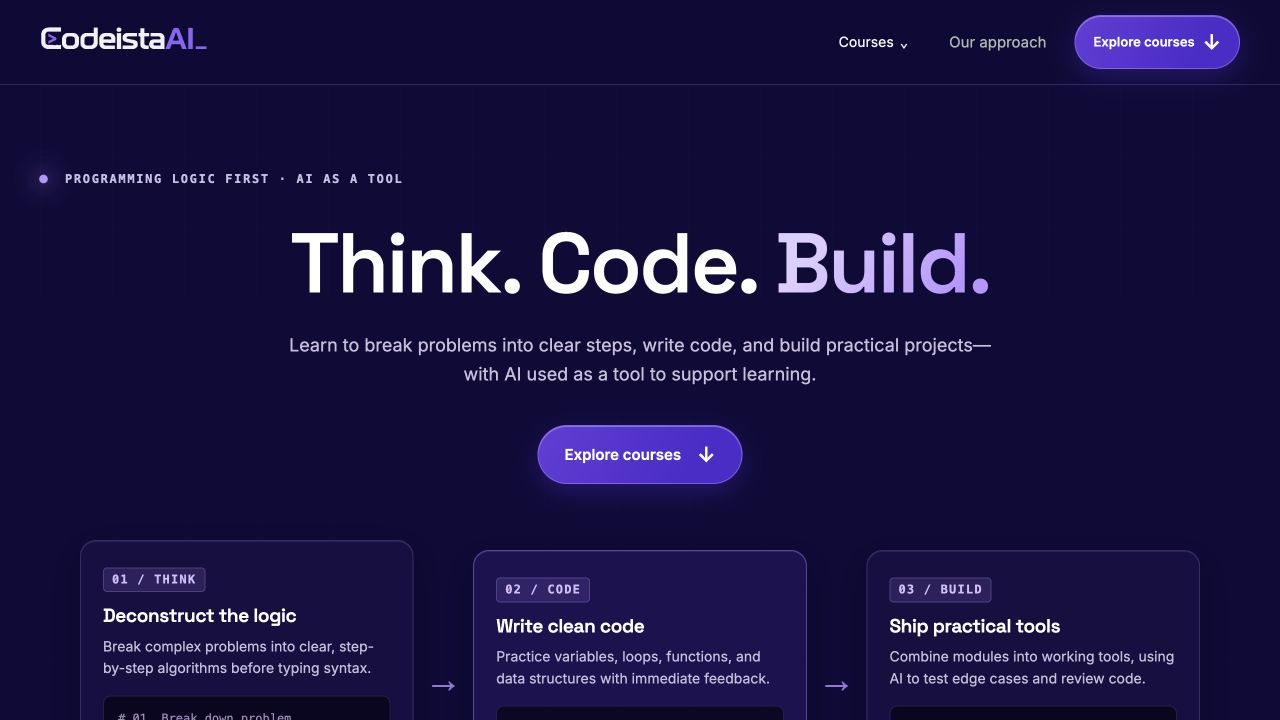 CodeistaAI_
Courses
Our approach
Explore courses
PROGRAMMING LOGIC FIRST · AI AS A TOOL
Think. Code. Build.
Learn to break problems into clear steps, write code, and build practical projects—
with AI used as a tool to support learning.
Explore courses
01 / THINK
Deconstruct the logic
Break complex problems into clear, step-
by-step algorithms before typing syntax.
# 01. Break down problem
02 / CODE
Write clean code
Practice variables, loops, functions, and
data structures with immediate feedback.
03 / BUILD
Ship practical tools
Combine modules into working tools, using
AI to test edge cases and review code.